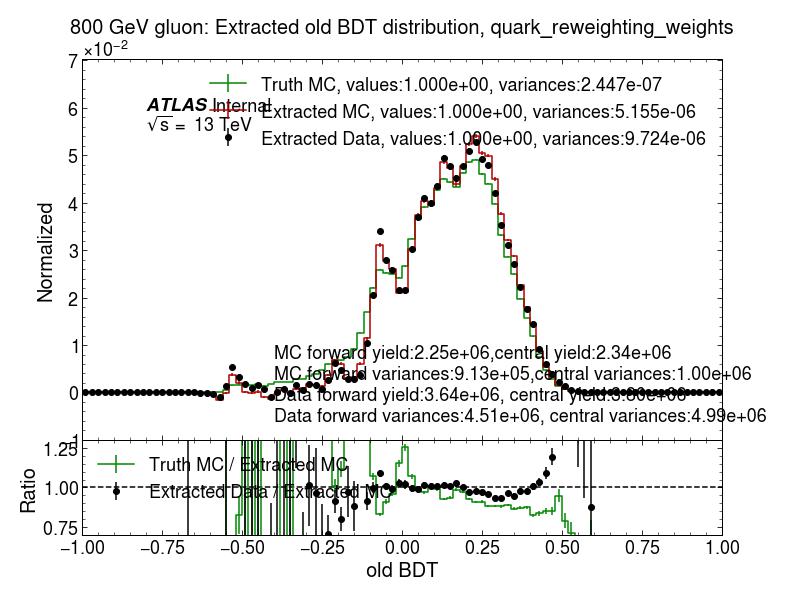 800 GeV gluon: Extracted old BDT distribution, quark_reweighting_weights
×10−2
7
Truth MC, values:1.000e+00, variances:2.447e-07
ATLAS Internal
6
Extracted MC, values:1.000e+00, variances:5.155e-06
√s = 13 TeV
Extracted Data, values:1.000e+00, variances:9.724e-06
5
4
Normalized
3
2
1
MC forward yield:2.25e+06,central yield:2.34e+06
MC forward variances:9.13e+05,central variances:1.00e+06
0
Data forward yield:3.64e+06, central yield:
Data forward variances:4.51e+06, central variances:4.99e+06
1.25
Truth MC / Extracted MC
Ratio
1.00
Extracted Data / Extracted MC
0.75
−1.00 −0.75 −0.50 −0.25 0.00 0.25 0.50 0.75 1.00
old BDT